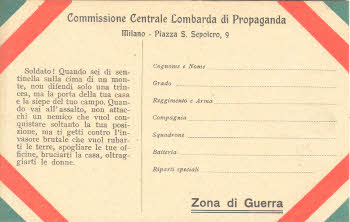 Commissione Centrale Lombarda di Propaganda
Milano - Piazza S. Sepolcro, 9
Soldato! Quando sei di sen-
tinella sulla cima di un mon-
te, non difendi solo una trin-
cea, ma la porta della tua casa
e la siepe del tuo campo. Quan-
do vai all'assalto, non attac-
chi un nemico che vuol con-
quistare soltanto la tua posi-
zione, ma ti getti contro l'in-
vasore brutale che vuol rubar-
ti le terre, spogliare le tue of-
ficine, bruciarti la casa, oltrag-
giarti le donne.
Cognome e Nome
Grado
Reggimento e Arma
Compagnia
Squadrone
Batteria
Riparti speciali
Zona di Guerra